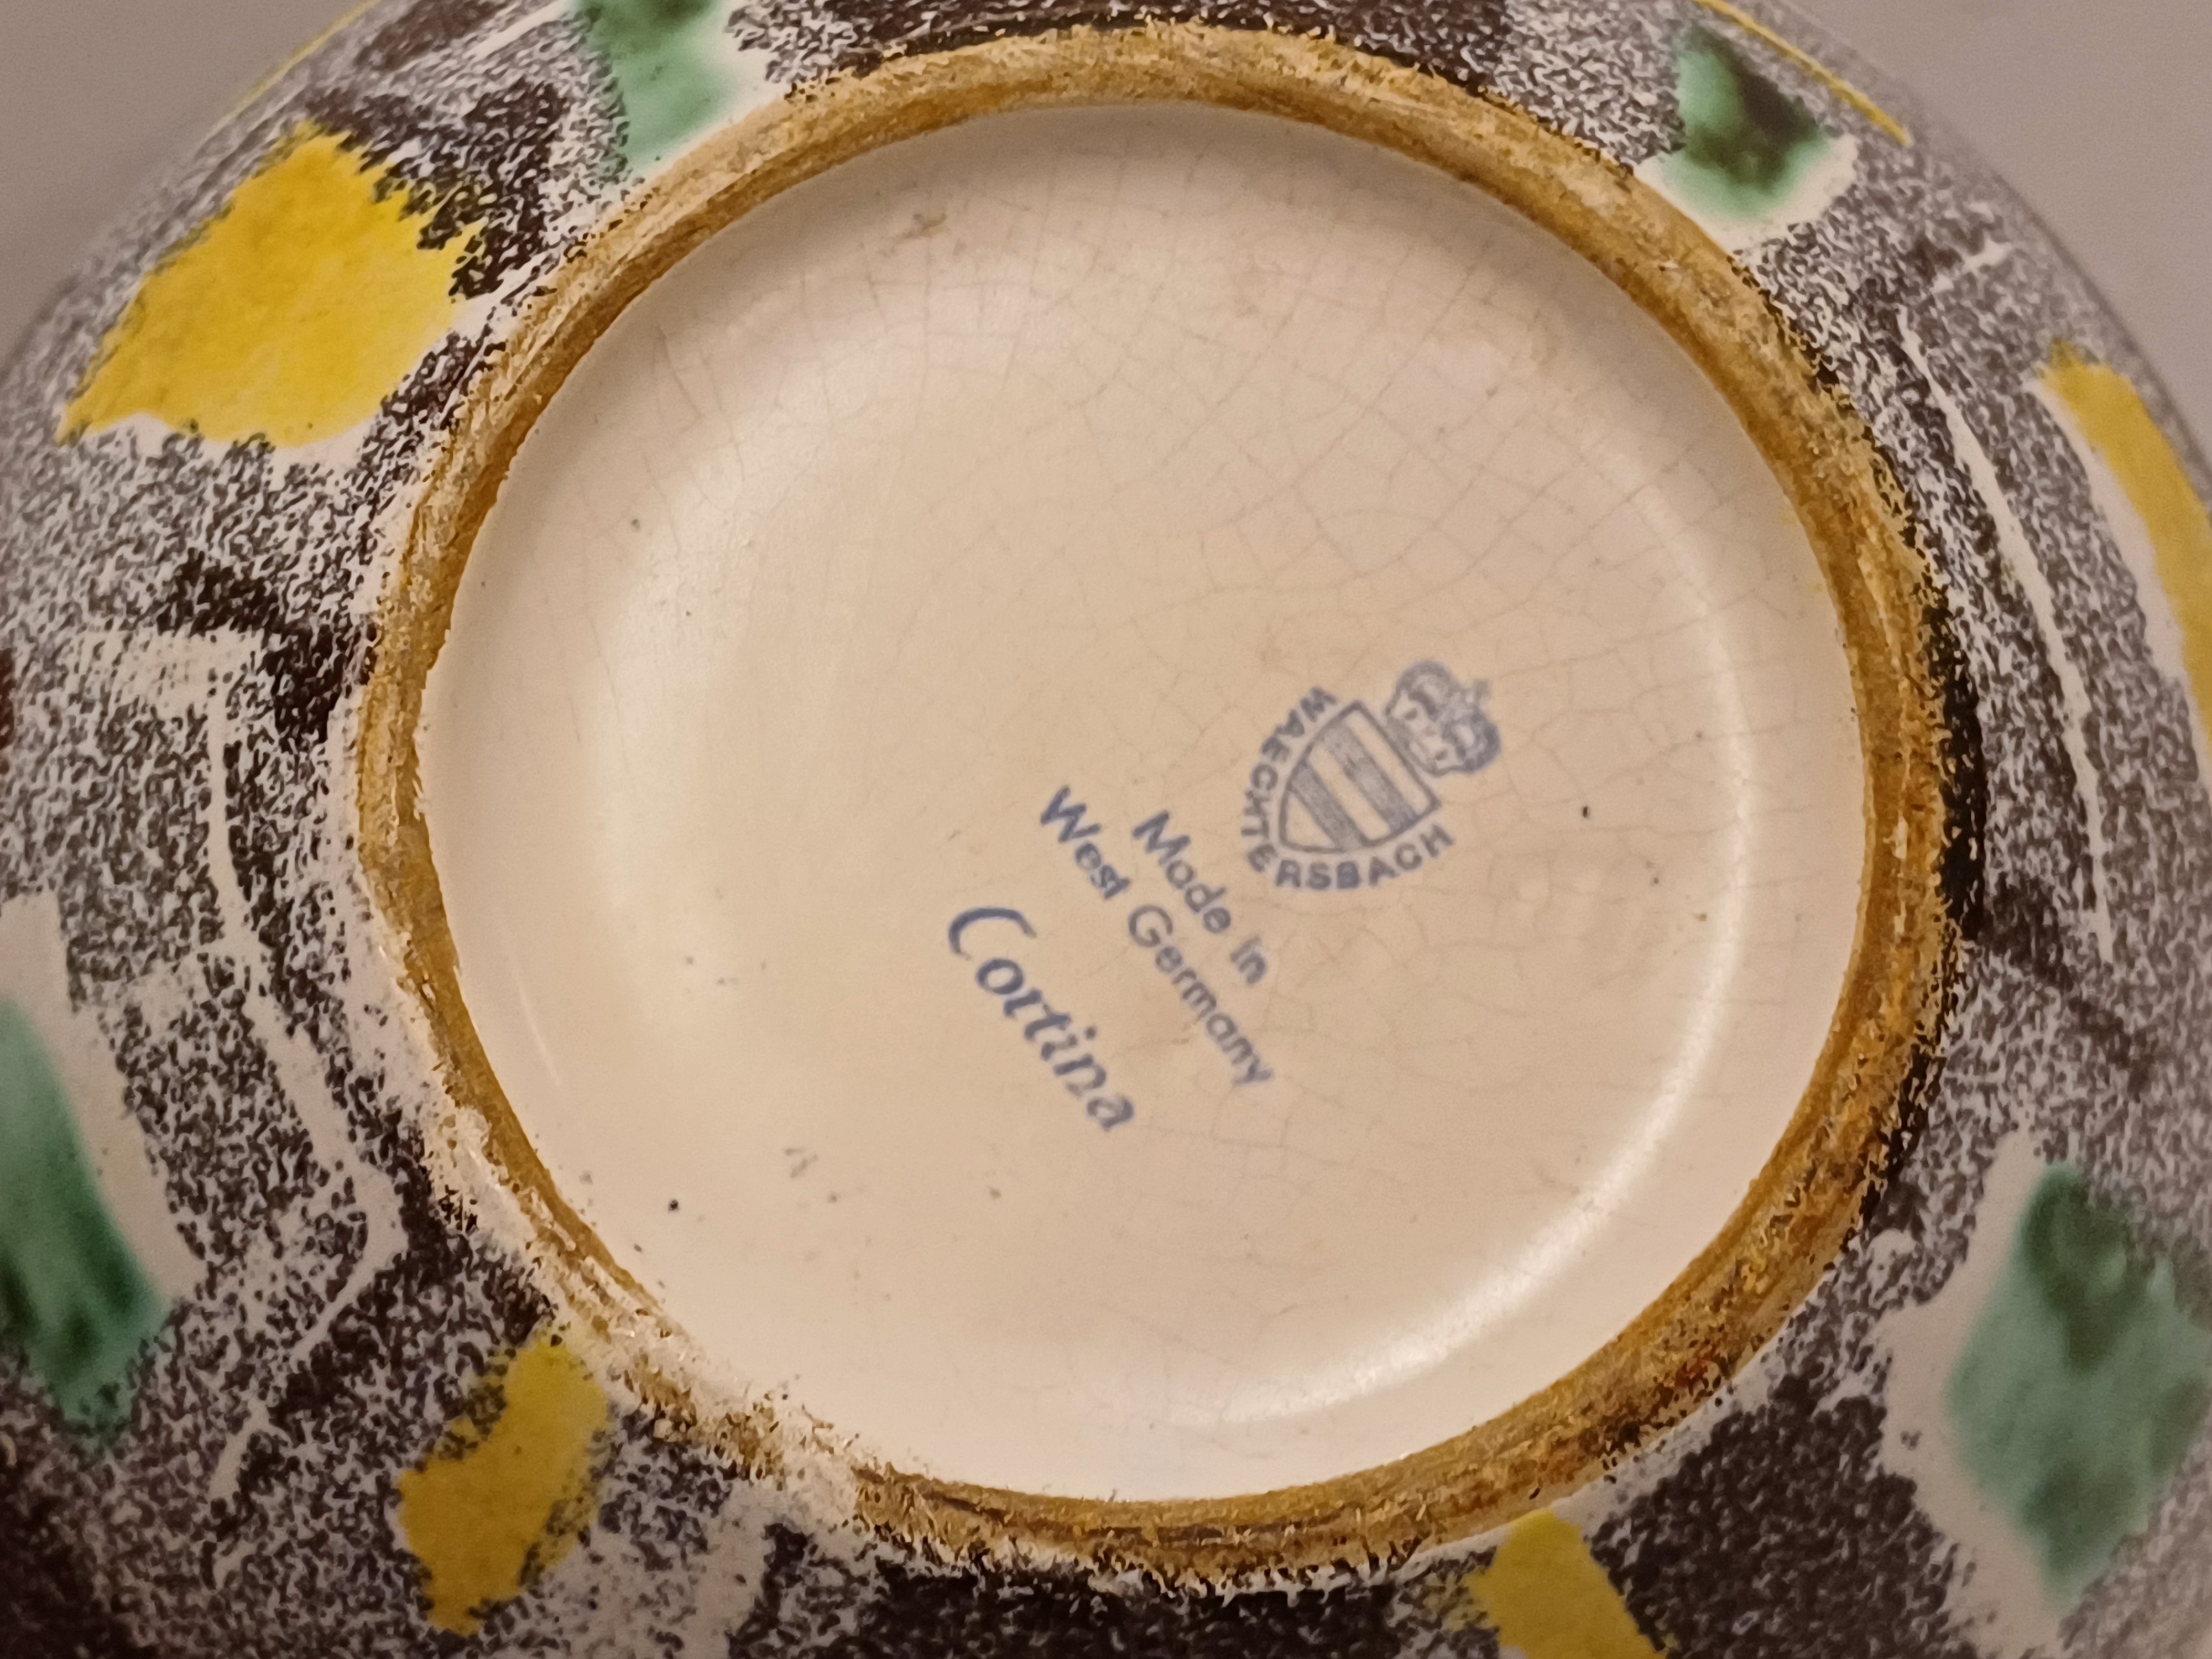 WAECHTERSBACH
Made in
West Germany
Cortina